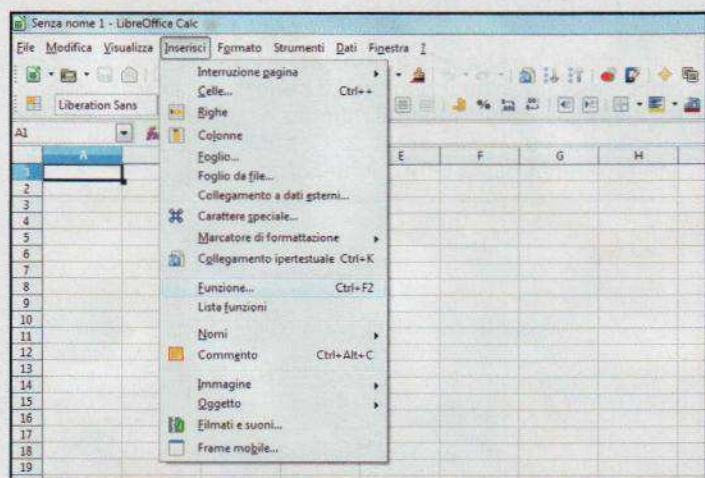 Senza nome 1 - LibreOffice Calc
File Modifica Visualizza Inserisci Formato Strumenti Dati Finestra ?
Liberation Sans
A1
Interruzione pagina
Celle... Ctrl++
Righe
Colonne
Foglio...
Foglio da file...
Collegamento a dati esterni...
Carattere speciale...
Marcatore di formattazione
Collegamento ipertestuale Ctrl+K
Funzione... Ctrl+F2
Lista funzioni
Nomi
Commento Ctrl+Alt+C
Immagine
Oggetto
Filmati e suoni...
Frame mobile...
A E F G H
1
2
3
4
5
6
7
8
9
10
11
12
13
14
15
16
17
18
19